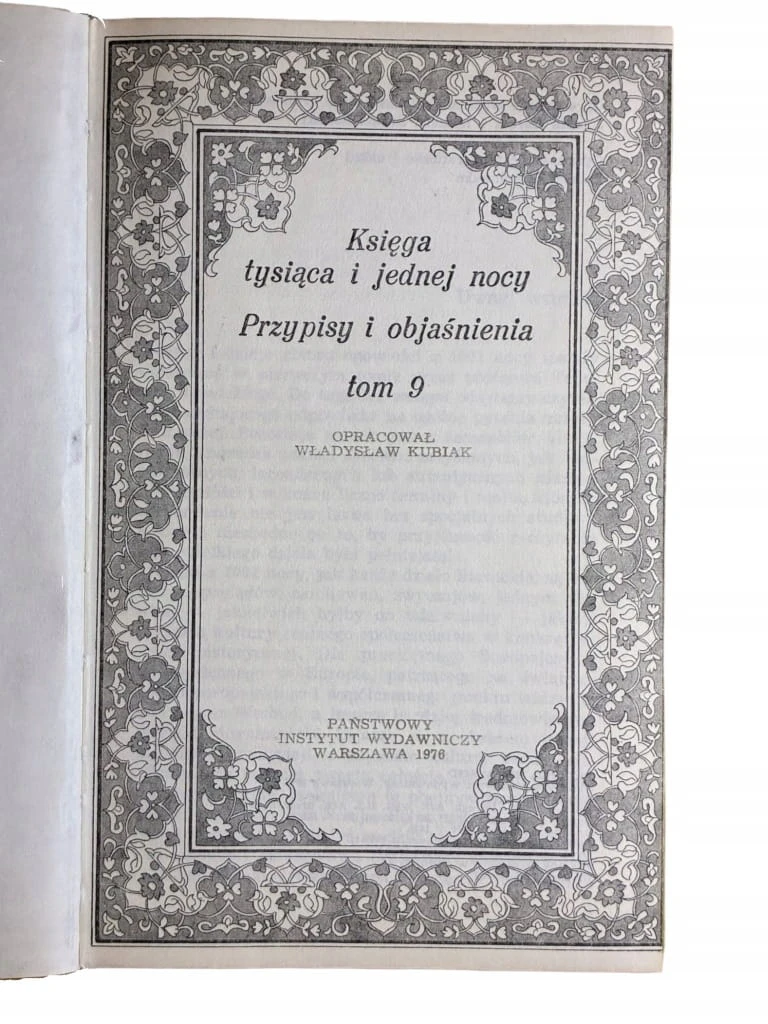 Księga
tysiąca i jednej nocy
Przypisy i objaśnienia
tom 9
OPRACOWAŁ
WŁADYSŁAW KUBIAK
PAŃSTWOWY
INSTYTUT WYDAWNICZY
WARSZAWA 1976